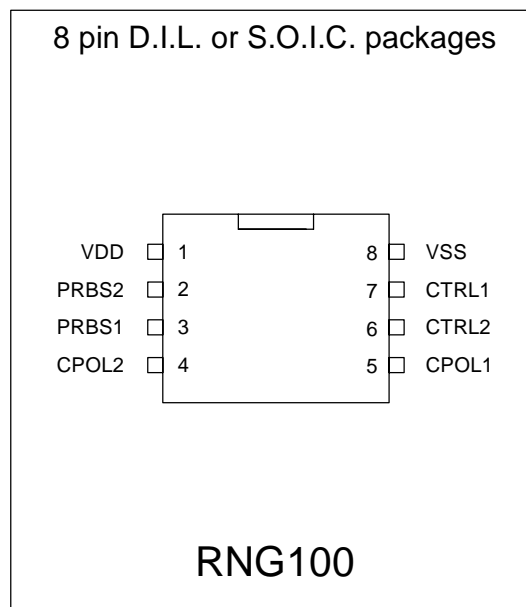 8 pin D.I.L. or S.O.I.C. packages
VDD 1 8 VSS
PRBS2 2 7 CTRL1
PRBS1 3 6 CTRL2
CPOL2 4 5 CPOL1
RNG100